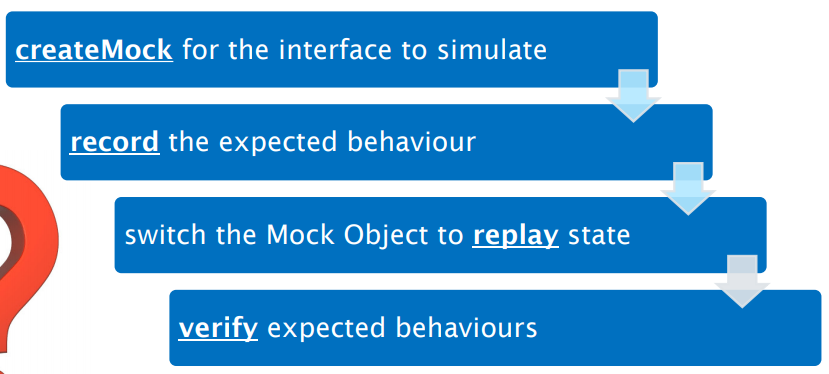 createMock for the interface to simulate
record the expected behaviour
switch the Mock Object to replay state
verify expected behaviours